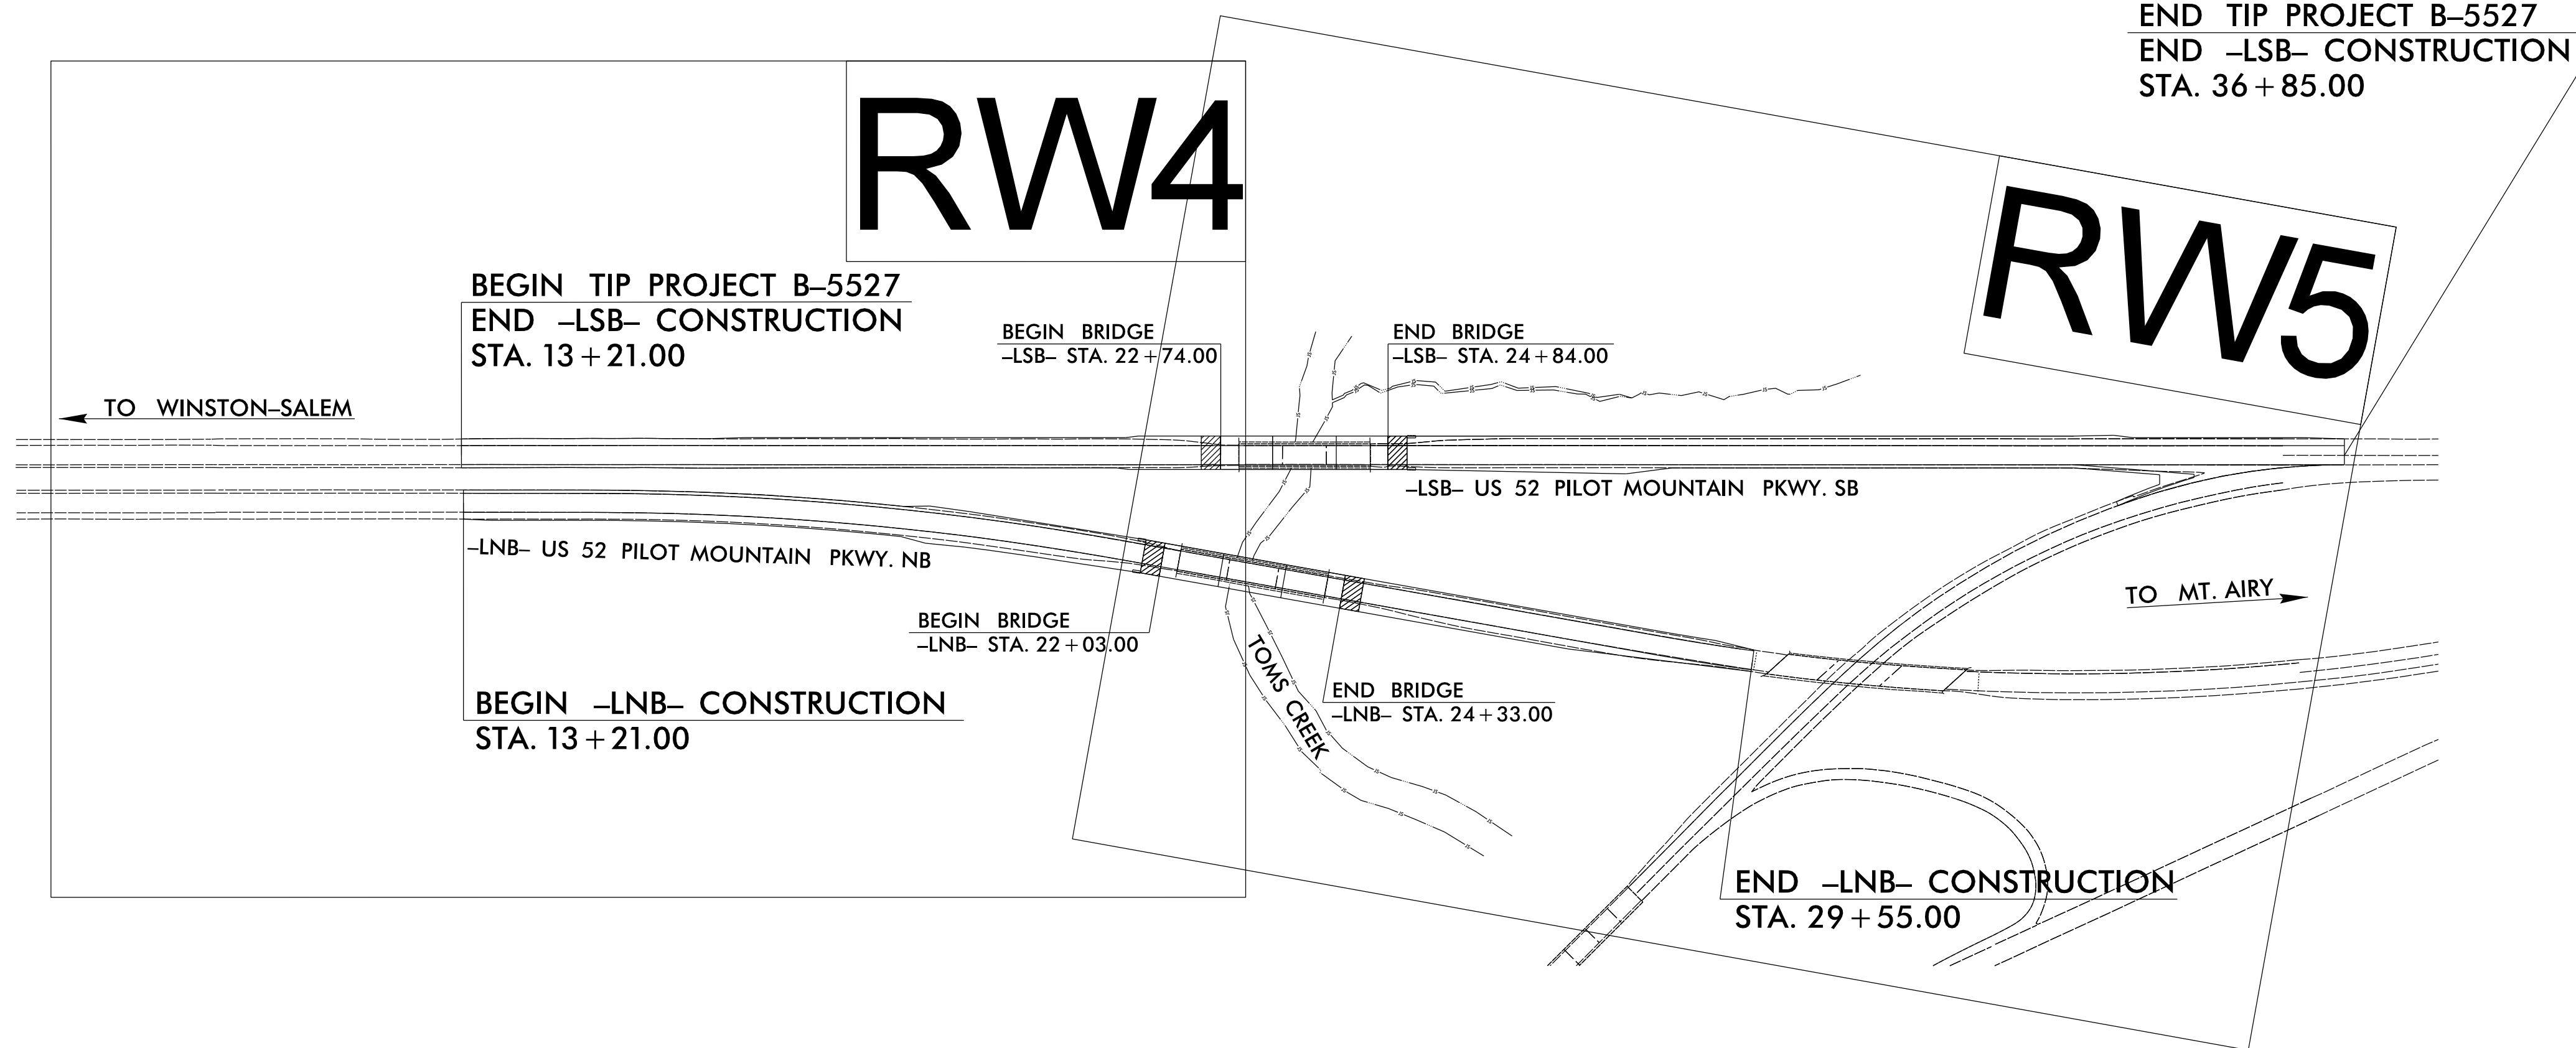 END TIP PROJECT B–5527
END –LSB– CONSTRUCTION
STA. 36+85.00
RW4
RW5
BEGIN TIP PROJECT B–5527
END –LSB– CONSTRUCTION
STA. 13+21.00
BEGIN BRIDGE
–LSB– STA. 22+74.00
END BRIDGE
–LSB– STA. 24+84.00
TO WINSTON–SALEM
–LSB– US 52 PILOT MOUNTAIN PKWY. SB
–LNB– US 52 PILOT MOUNTAIN PKWY. NB
TO MT. AIRY
BEGIN BRIDGE
–LNB– STA. 22+03.00
TOMS CREEK
END BRIDGE
–LNB– STA. 24+33.00
BEGIN –LNB– CONSTRUCTION
STA. 13+21.00
END –LNB– CONSTRUCTION
STA. 29+55.00